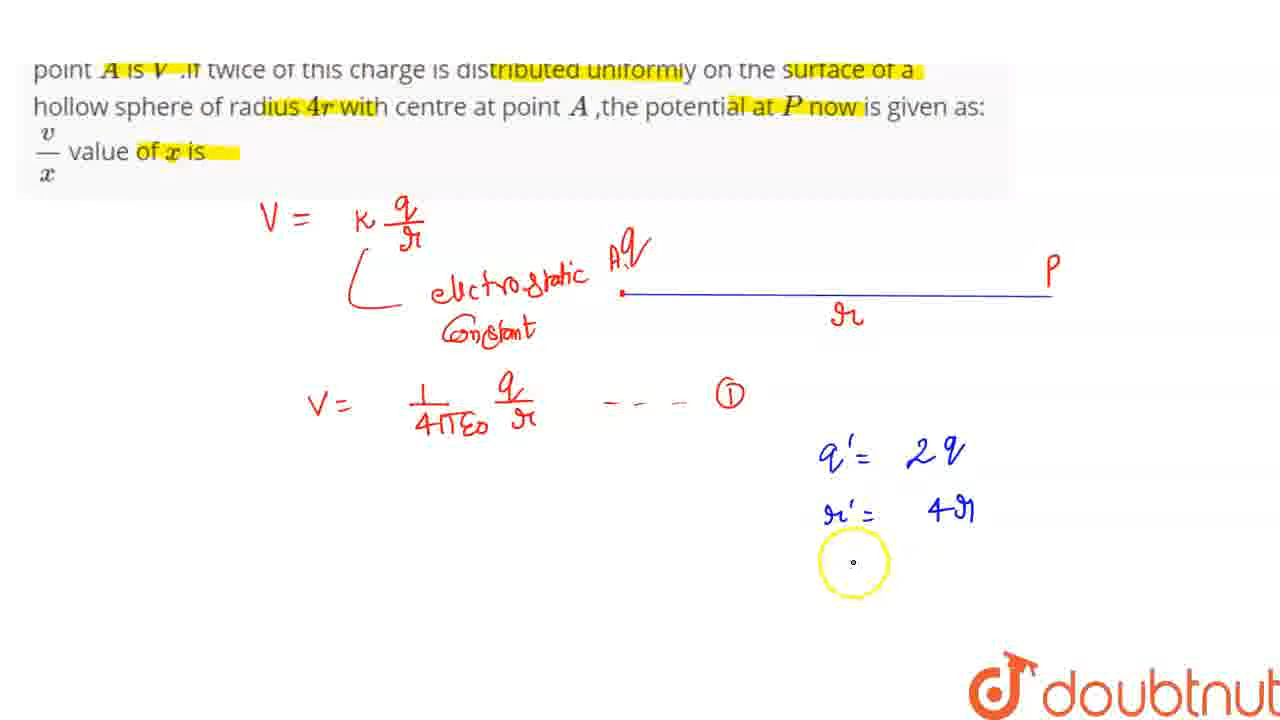 point A is V .If twice of this charge is distributed uniformly on the surface of a
hollow sphere of radius 4r with centre at point A ,the potential at P now is given as:
v/x value of x is
V = K q/r
electrostatic
constant
A. q
P
r
V = 1/4πε0 q/r ---- ①
q' = 2q
r' = 4r
doubtnut